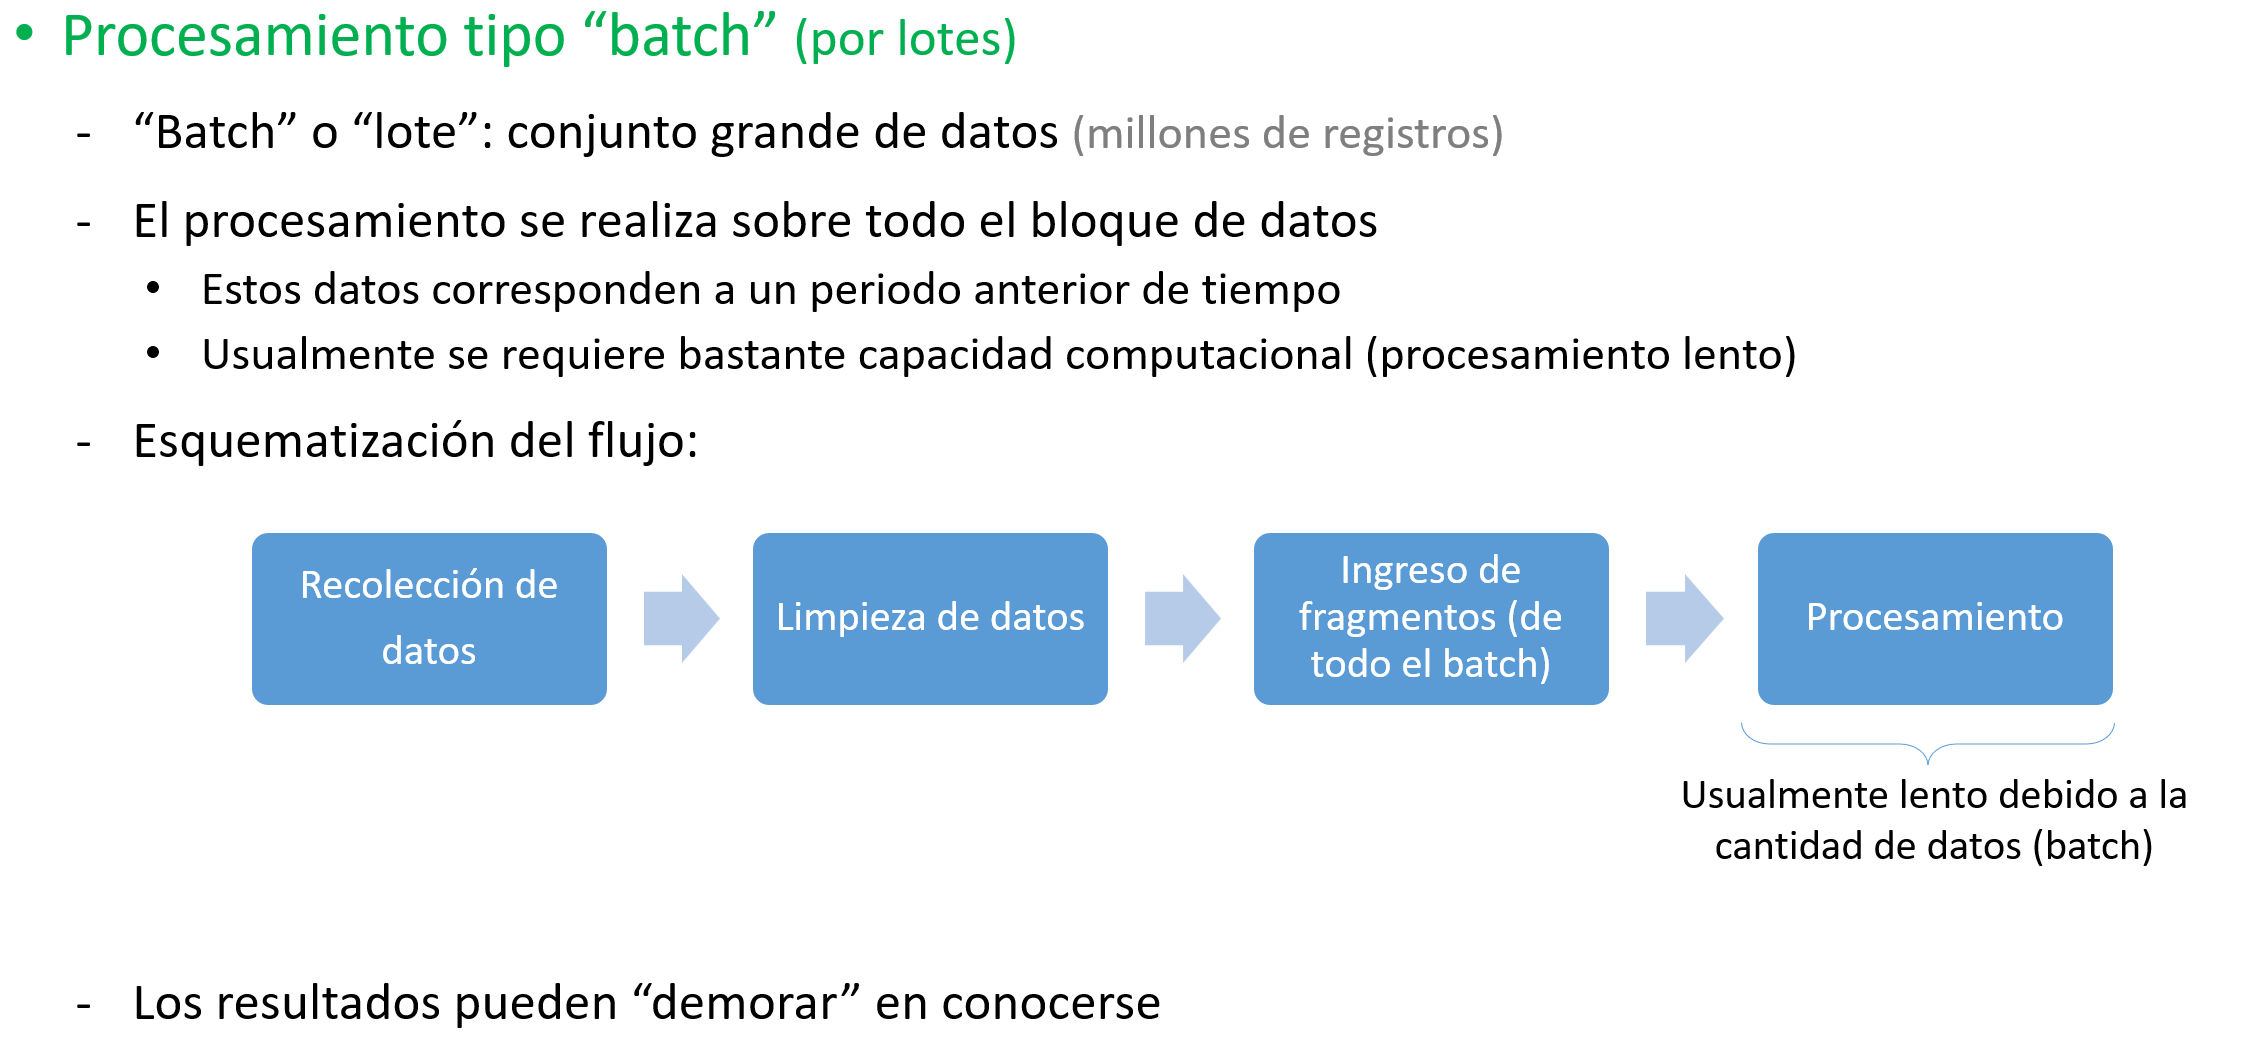 • Procesamiento tipo “batch” (por lotes)
- “Batch” o “lote”: conjunto grande de datos (millones de registros)
- El procesamiento se realiza sobre todo el bloque de datos
• Estos datos corresponden a un periodo anterior de tiempo
• Usualmente se requiere bastante capacidad computacional (procesamiento lento)
- Esquematización del flujo:
Recolección de
datos
Limpieza de datos
Ingreso de
fragmentos (de
todo el batch)
Procesamiento
Usualmente lento debido a la
cantidad de datos (batch)
- Los resultados pueden “demorar” en conocerse